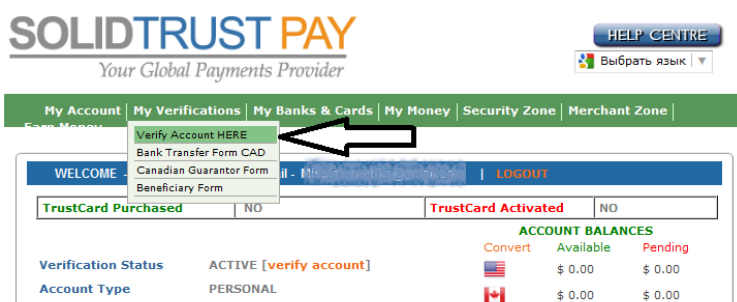 SOLIDTRUST PAY
Your Global Payments Provider
HELP CENTRE
Выбрать язык
My Account | My Verifications | My Banks & Cards | My Money | Security Zone | Merchant Zone |
Earn Money
Verify Account HERE
Bank Transfer Form CAD
Canadian Guarantor Form
Beneficiary Form
WELCOME - il - | LOGOUT
TrustCard Purchased NO TrustCard Activated NO
ACCOUNT BALANCES
Convert Available Pending
Verification Status ACTIVE [verify account] $ 0.00 $ 0.00
Account Type PERSONAL $ 0.00 $ 0.00